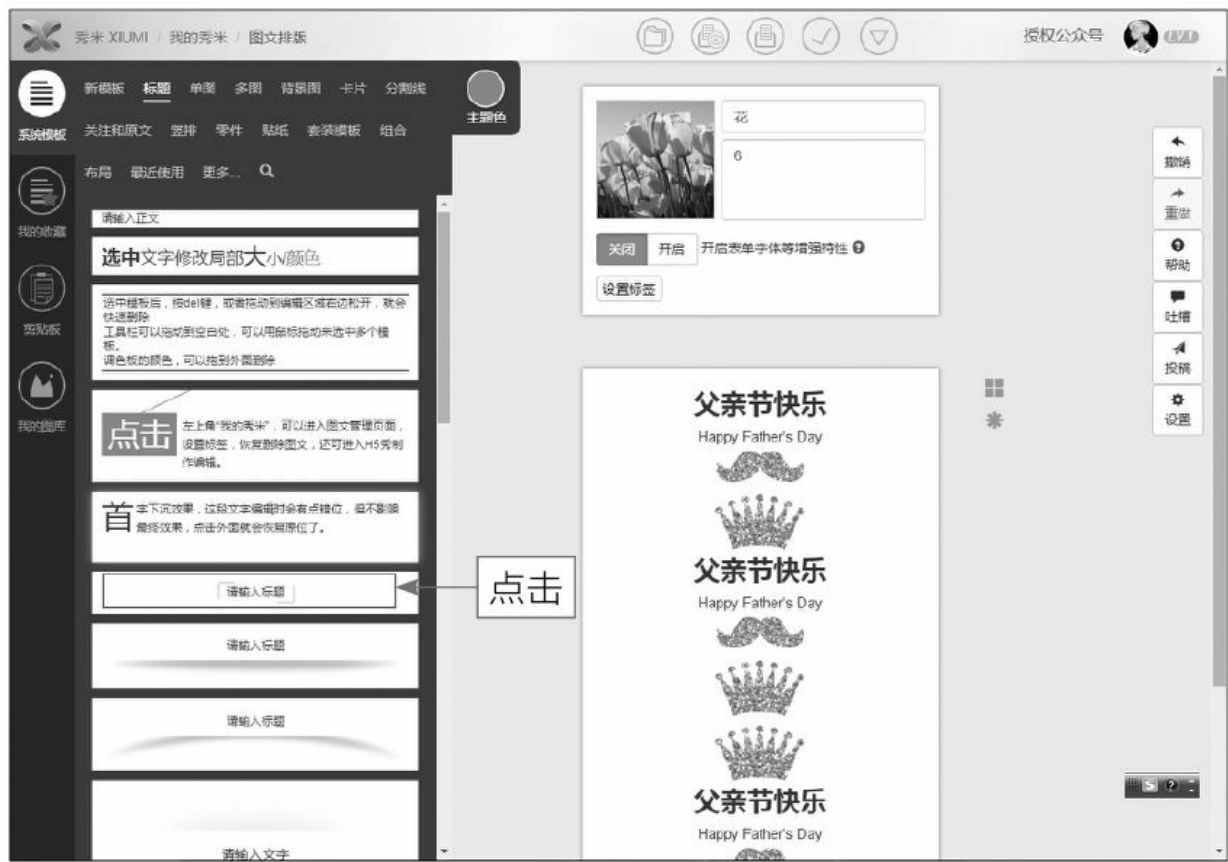 秀米 XIUMI / 我的秀米 / 图文排版
授权公众号
LV1
系统模板
我的收藏
剪贴板
我的图库
新模板 标题 单图 多图 背景图 卡片 分割线
关注和原文 竖排 零件 贴纸 套装模板 组合
布局 最近使用 更多...
主题色
请输入正文
选中文字修改局部大小/颜色
选中模板后，按del键，或者拖动到编辑区域右边松开，就会
快速删除
工具栏可以拖动到空白处，可以用鼠标拖动来选中多个模
板。
调色板的颜色，可以拖到外面删除
点击
左上角“我的秀米”，可以进入图文管理页面，
设置标签，恢复删除图文，还可进入H5秀制
作编辑。
首字下沉效果，这段文字编辑时会有点错位，但不影响
最终效果，点击外围就会恢复原位了。
请输入标题
点击
请输入标题
请输入标题
请输入文字
花
6
关闭 开启 开启表单字体等增强特性
设置标签
父亲节快乐
Happy Father's Day
父亲节快乐
Happy Father's Day
父亲节快乐
Happy Father's Day
撤销
重做
帮助
吐槽
投稿
设置